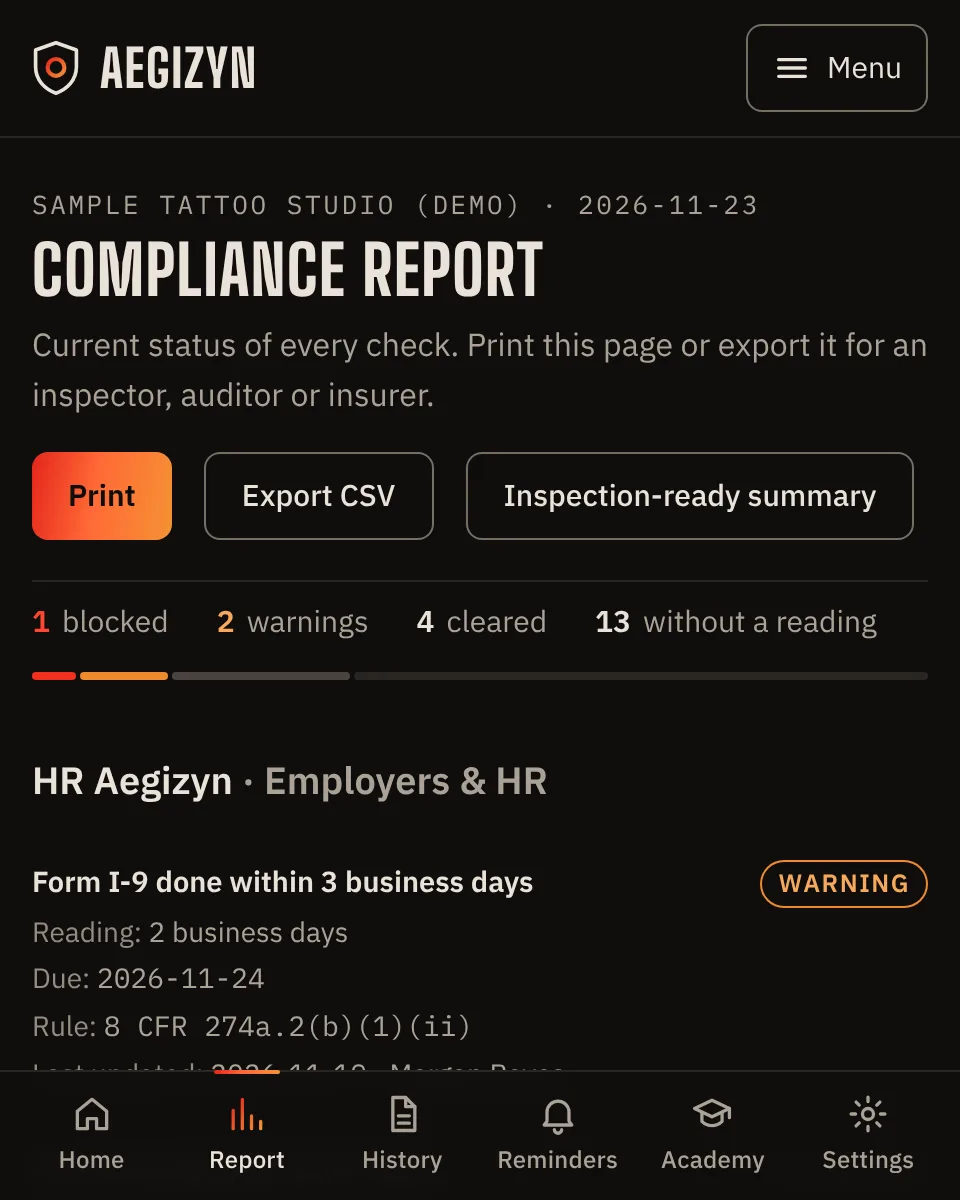 AEGIZYN
Menu
SAMPLE TATTOO STUDIO (DEMO) · 2026-11-23
COMPLIANCE REPORT
Current status of every check. Print this page or export it for an
inspector, auditor or insurer.
Print
Export CSV
Inspection-ready summary
1 blocked
2 warnings
4 cleared
13 without a reading
HR Aegizyn · Employers & HR
Form I-9 done within 3 business days
WARNING
Reading: 2 business days
Due: 2026-11-24
Rule: 8 CFR 274a.2(b)(1)(ii)
Last updated:
Home
Report
History
Reminders
Academy
Settings